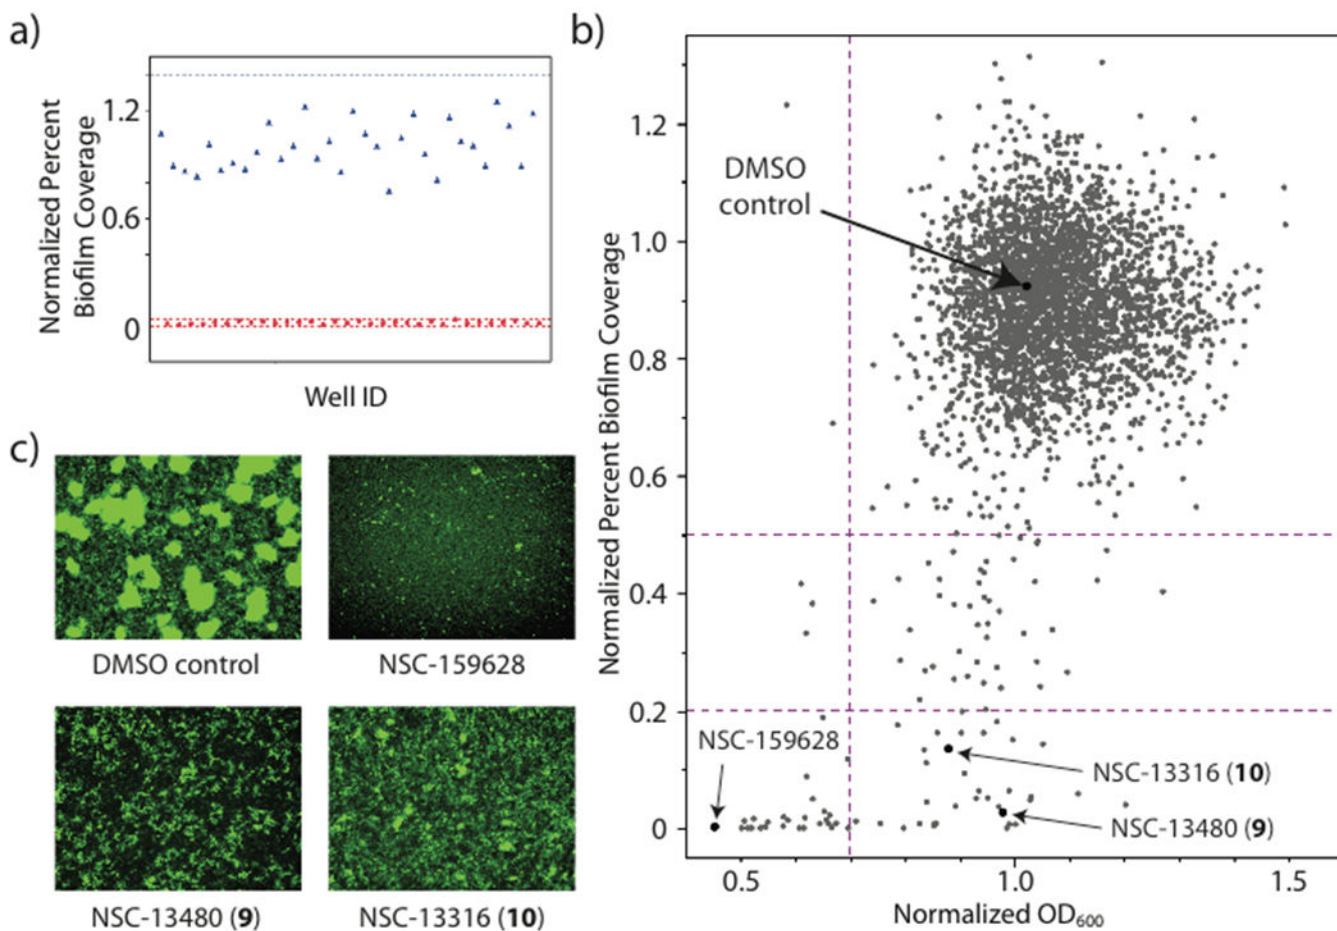 a)
Normalized Percent
Biofilm Coverage
1.2
0.6
0
Well ID
b)
Normalized Percent Biofilm Coverage
1.2
1.0
0.8
0.6
0.4
0.2
0
DMSO
control
NSC-159628
NSC-13316 (10)
NSC-13480 (9)
0.5
1.0
1.5
Normalized OD₆₀₀
c)
DMSO control
NSC-159628
NSC-13480 (9)
NSC-13316 (10)